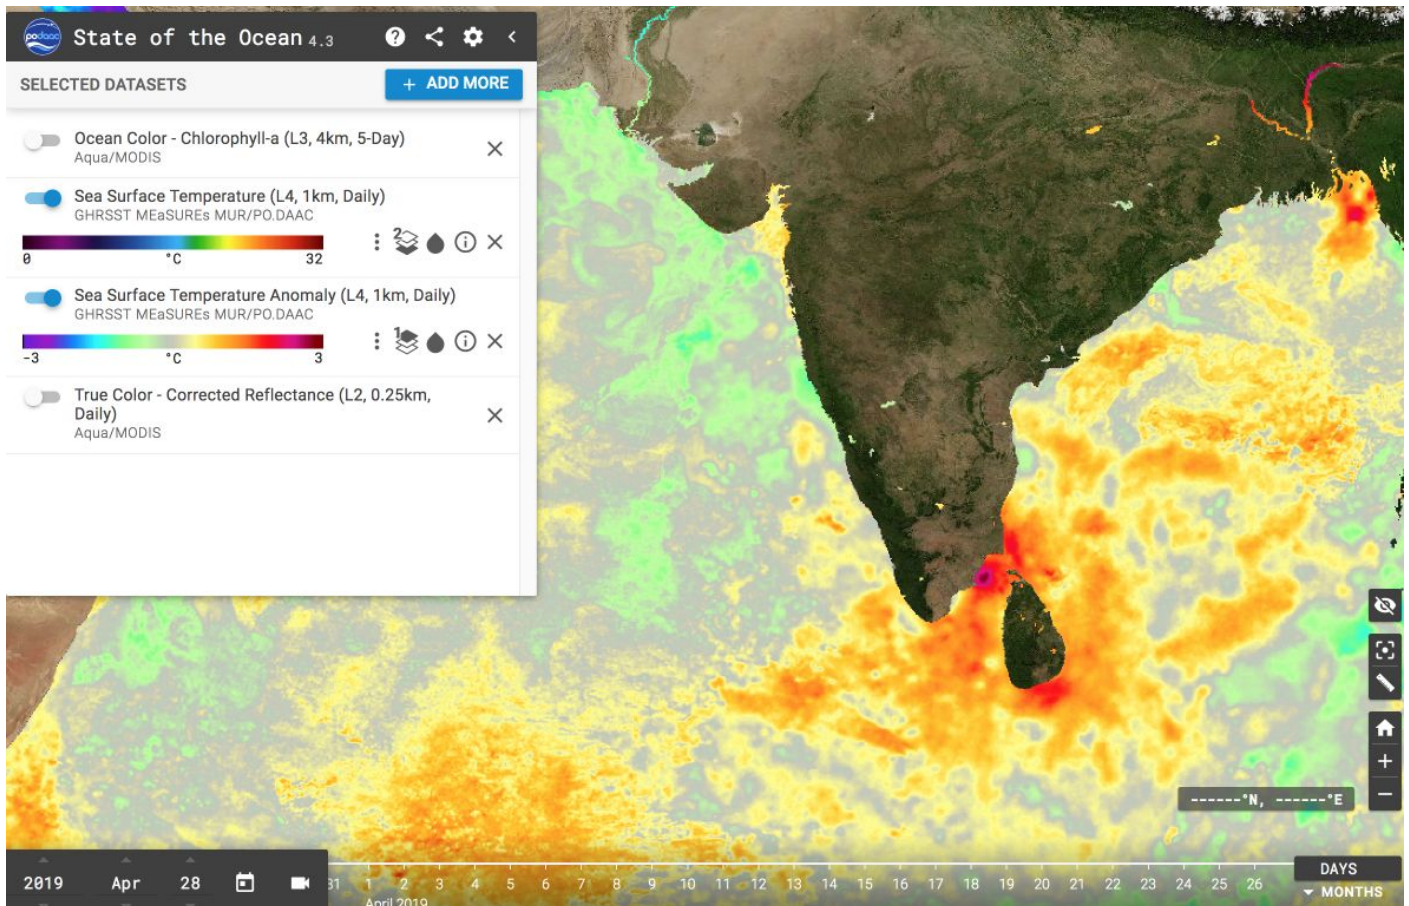 podaac
State of the Ocean 4.3
SELECTED DATASETS
+ ADD MORE
Ocean Color - Chlorophyll-a (L3, 4km, 5-Day)
Aqua/MODIS
Sea Surface Temperature (L4, 1km, Daily)
GHRSST MEaSUREs MUR/PO.DAAC
2
0 °C 32
Sea Surface Temperature Anomaly (L4, 1km, Daily)
GHRSST MEaSUREs MUR/PO.DAAC
1
-3 °C 3
True Color - Corrected Reflectance (L2, 0.25km,
Daily)
Aqua/MODIS
------°N, ------°E
2019 Apr 28
31 1 2 3 4 5 6 7 8 9 10 11 12 13 14 15 16 17 18 19 20 21 22 23 24 25 26
April 2019
DAYS
MONTHS